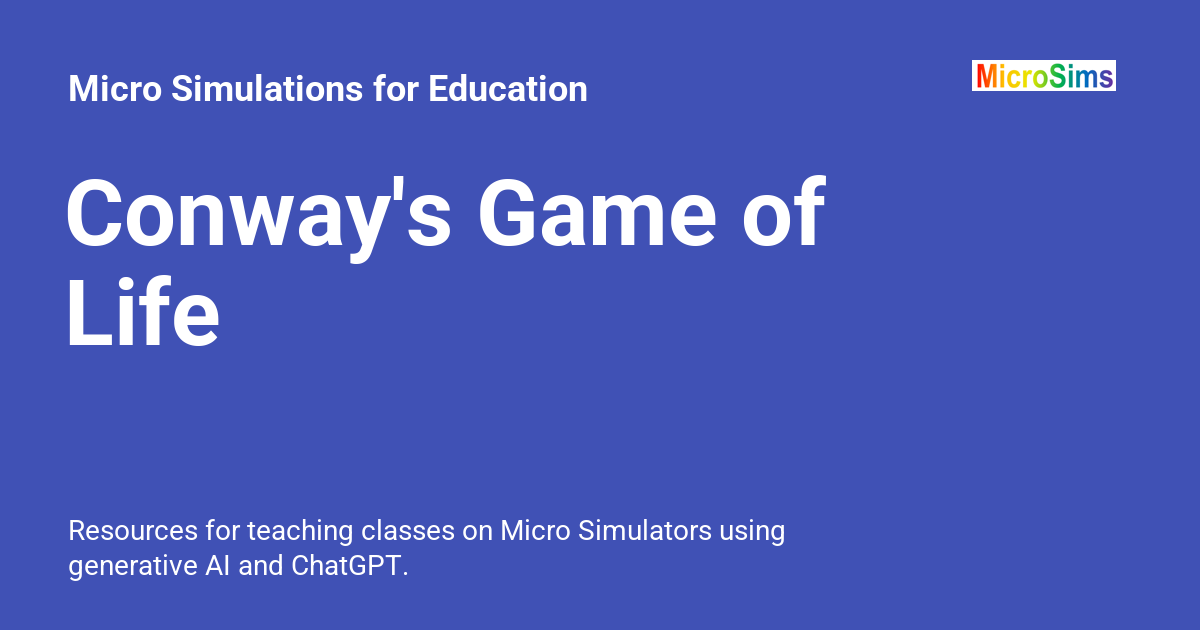 Micro Simulations for Education
MicroSims
Conway's Game of
Life
Resources for teaching classes on Micro Simulators using
generative AI and ChatGPT.